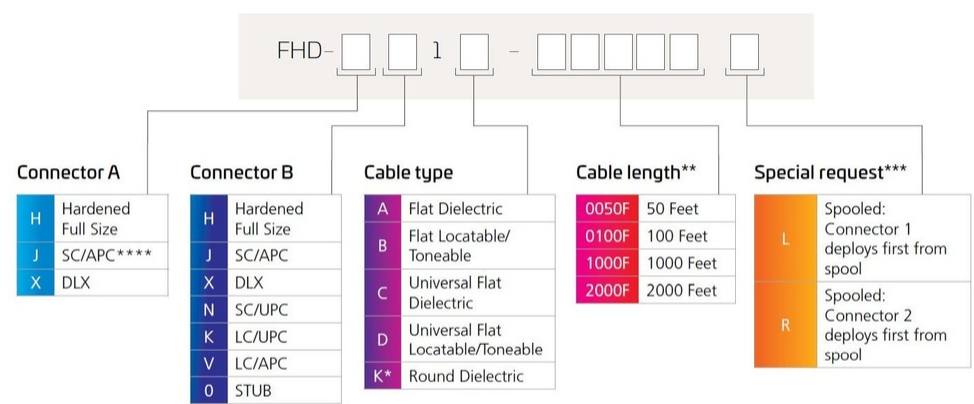 FHD- 1 -
Connector A
H Hardened
Full Size
J SC/APC****
X DLX
Connector B
H Hardened
Full Size
J SC/APC
X DLX
N SC/UPC
K LC/UPC
V LC/APC
0 STUB
Cable type
A Flat Dielectric
B Flat Locatable/
Toneable
C Universal Flat
Dielectric
D Universal Flat
Locatable/Toneable
K* Round Dielectric
Cable length**
0050F 50 Feet
0100F 100 Feet
1000F 1000 Feet
2000F 2000 Feet
Special request***
L Spooled:
Connector 1
deploys first from
spool
R Spooled:
Connector 2
deploys first from
spool